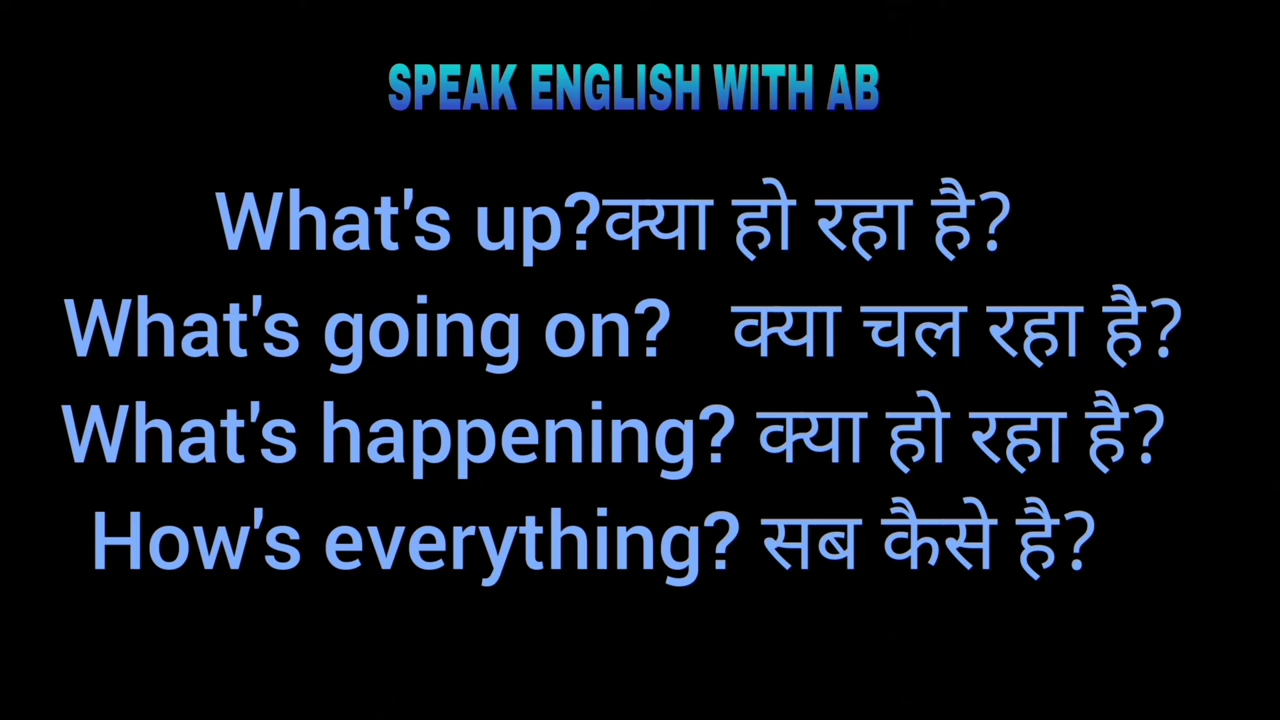 SPEAK ENGLISH WITH AB
What's up?क्या हो रहा है?
What's going on? क्या चल रहा है?
What's happening? क्या हो रहा है?
How's everything? सब कैसे है?